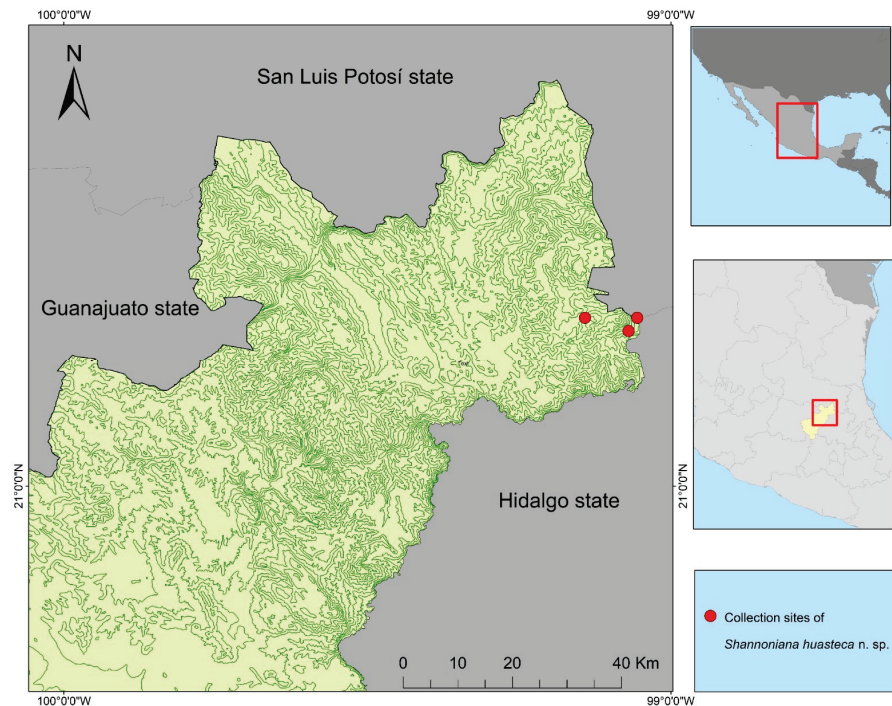 100°0'0"W 99°0'0"W
N
San Luis Potosí state
Guanajuato state
21°0'0"N
21°0'0"N
Hidalgo state
0 10 20 40 Km
100°0'0"W 99°0'0"W
Collection sites of
Shannoniana huasteca n. sp.